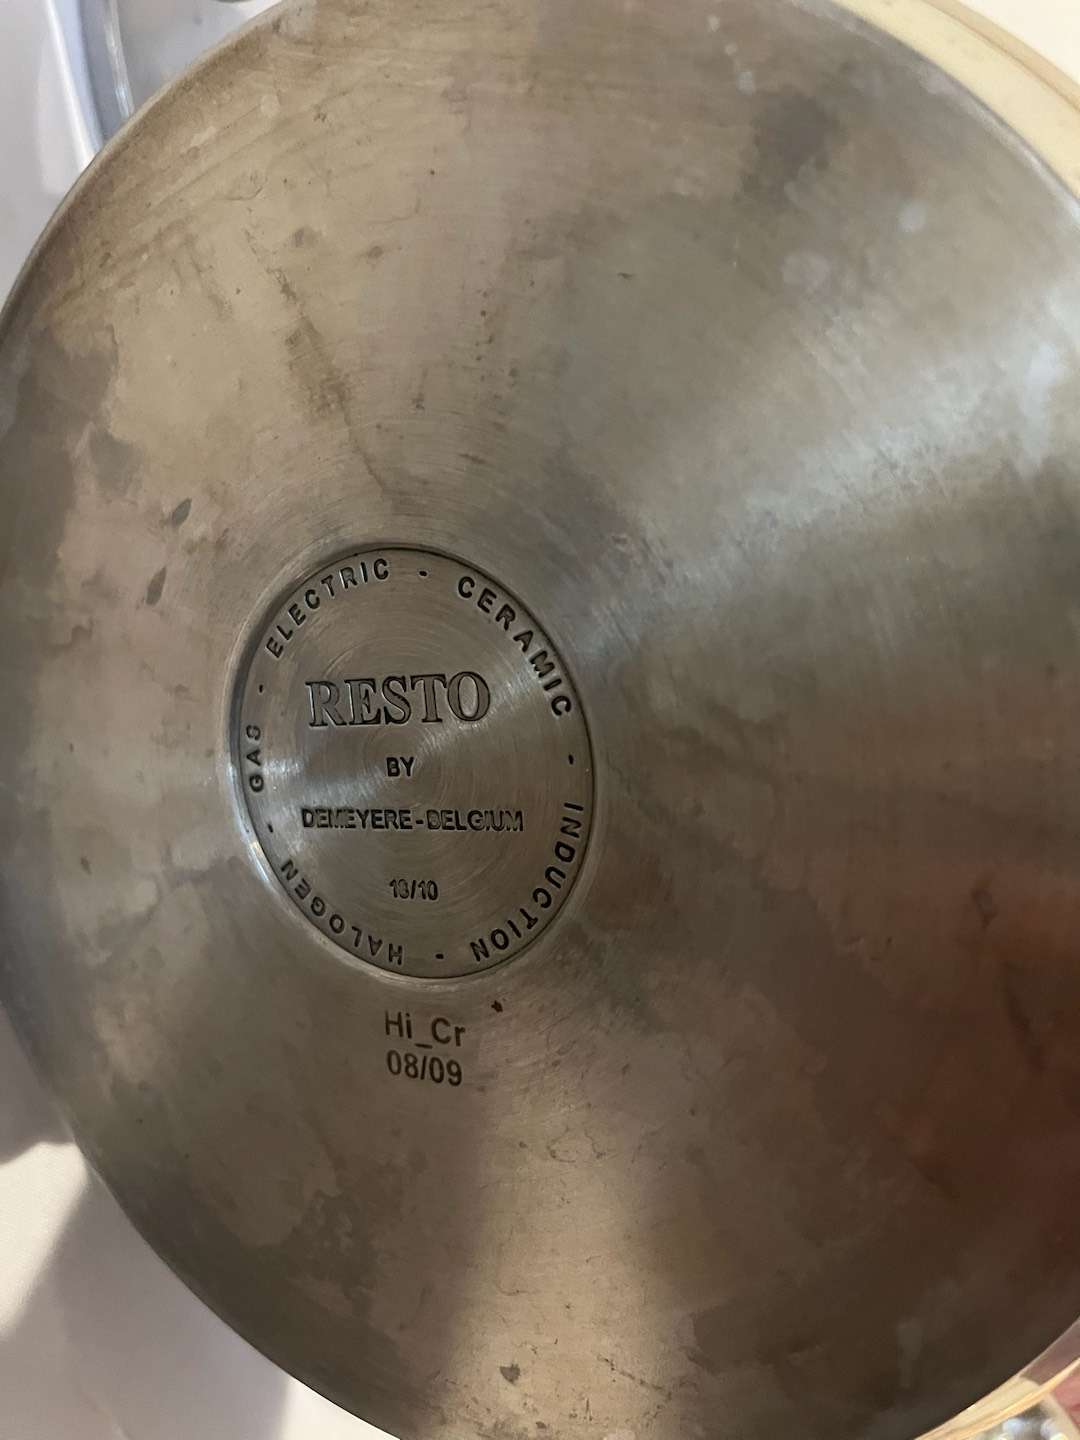 GAS - ELECTRIC - CERAMIC - INDUCTION - HALOGEN -
RESTO
BY
DEMEYERE-BELGIUM
18/10
Hi_Cr
08/09